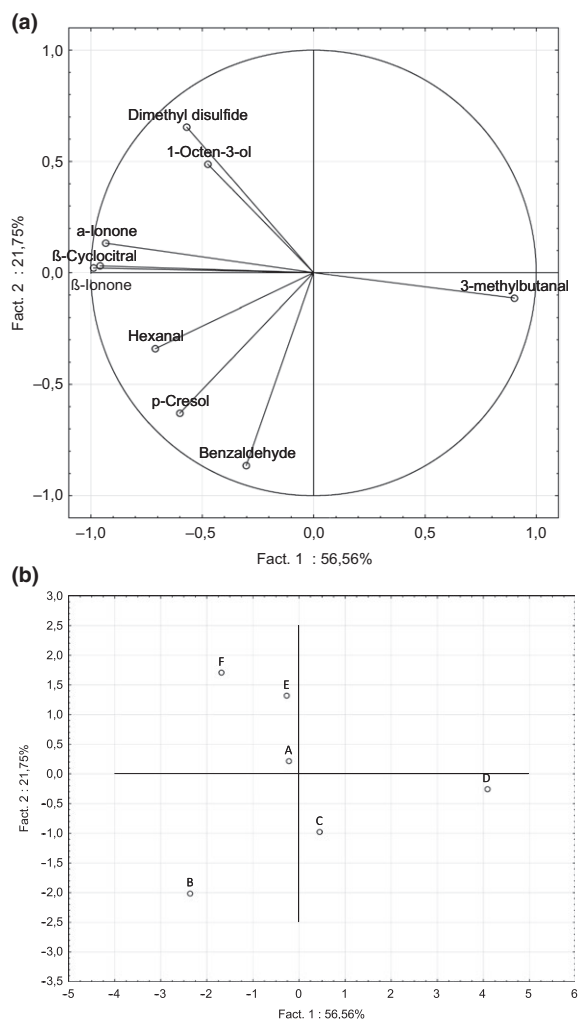 (a)
1,0
Dimethyl disulfide
1-Octen-3-ol
0,5
a-Ionone
ß-Cyclocitral
0,0
ß-Ionone
3-methylbutanal
Hexanal
–0,5
p-Cresol
Benzaldehyde
–1,0
Fact. 2 : 21,75%
–1,0 –0,5 0,0 0,5 1,0
Fact. 1 : 56,56%
(b)
3,0
2,5
2,0
F
1,5
E
1,0
0,5
A
0,0
D
-0,5
C
-1,0
-1,5
B
-2,0
-2,5
-3,0
-3,5
Fact. 2 : 21,75%
-5 -4 -3 -2 -1 0 1 2 3 4 5 6
Fact. 1 : 56,56%